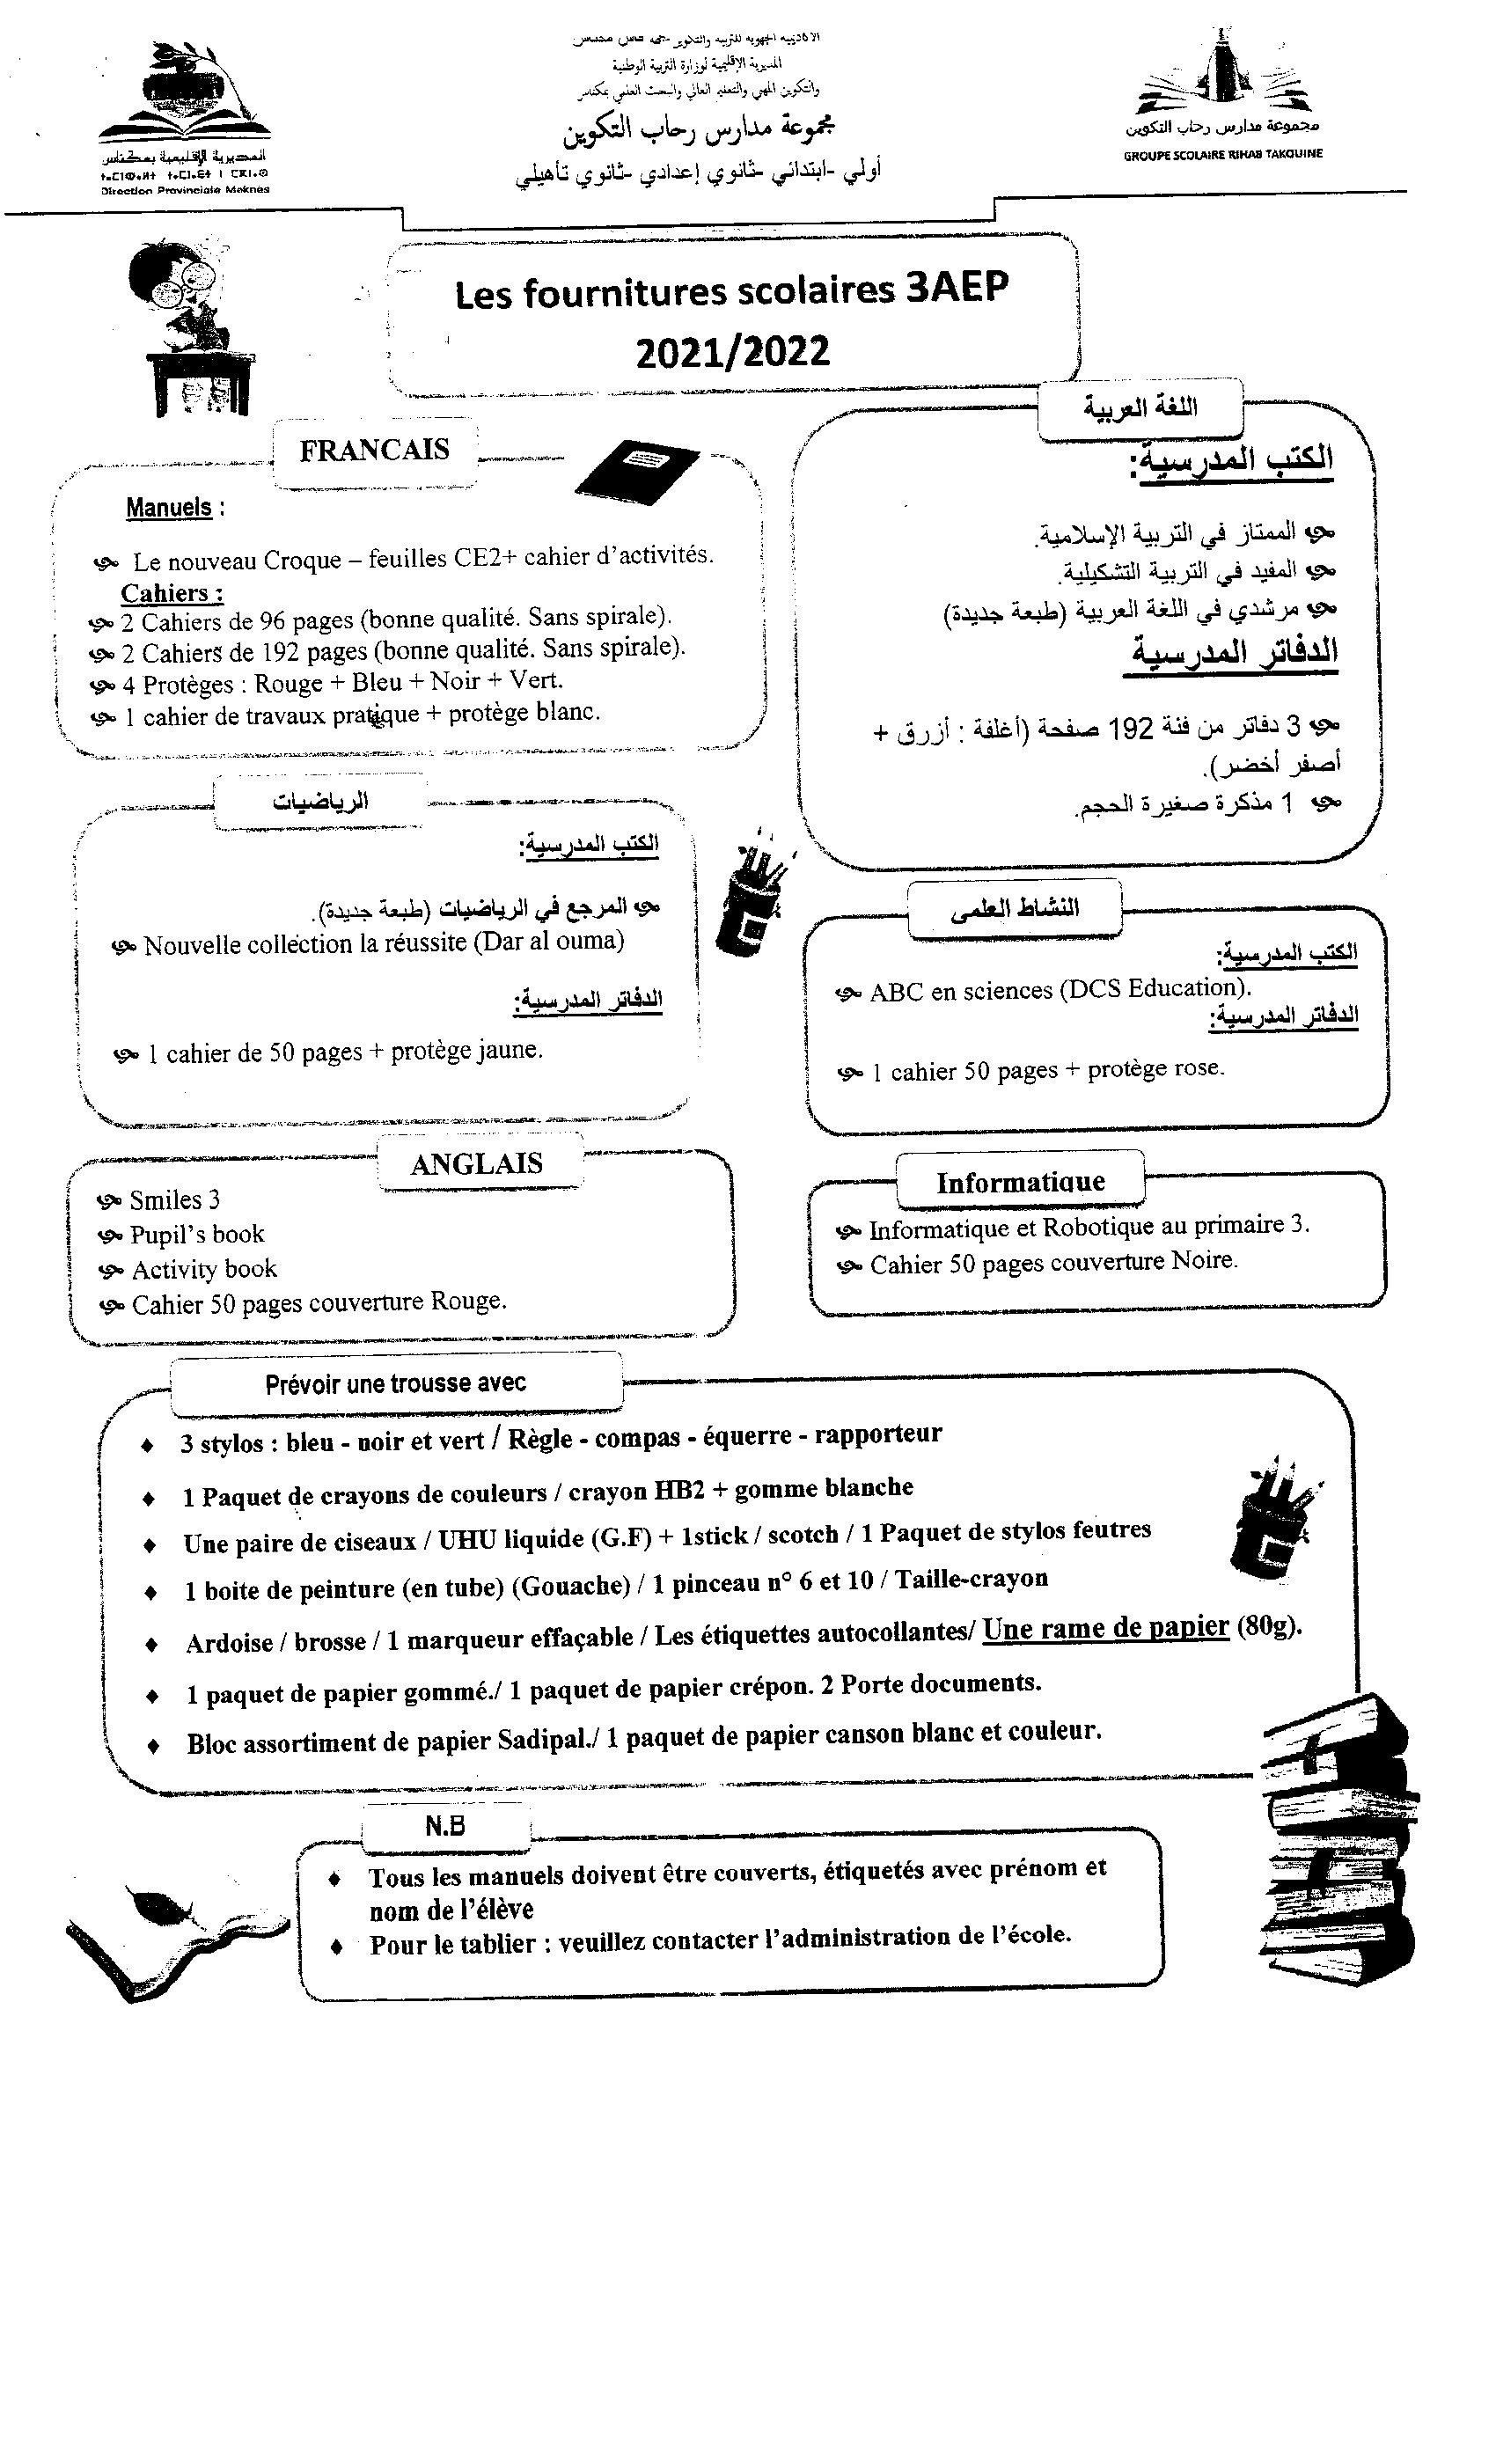 الأكاديمية الجهوية للتربية والتكوين جهة فاس مكناس
المديرية الإقليمية لوزارة التربية الوطنية
والتكوين المهني والتعليم العالي والبحث العلمي بمكناس
مجموعة مدارس رحاب التكوين
أولي -ابتدائي -ثانوي إعدادي -ثانوي تأهيلي
المديرية الإقليمية بمكناس
Direction Provinciale Meknès
مجموعة مدارس رحاب التكوين
GROUPE SCOLAIRE RIHAB TAKOUINE
Les fournitures scolaires 3AEP
2021/2022
FRANCAIS
Manuels :
Le nouveau Croque – feuilles CE2+ cahier d’activités.
Cahiers :
2 Cahiers de 96 pages (bonne qualité. Sans spirale).
2 Cahiers de 192 pages (bonne qualité. Sans spirale).
4 Protèges : Rouge + Bleu + Noir + Vert.
1 cahier de travaux pratique + protège blanc.
اللغة العربية
الكتب المدرسية:
الممتاز في التربية الإسلامية.
المفيد في التربية التشكيلية.
مرشدي في اللغة العربية (طبعة جديدة)
الدفاتر المدرسية
3 دفاتر من فئة 192 صفحة (أغلفة : أزرق +
أصفر أخضر).
1 مذكرة صغيرة الحجم.
الرياضيات
الكتب المدرسية:
المرجع في الرياضيات (طبعة جديدة).
Nouvelle collection la réussite (Dar al ouma)
الدفاتر المدرسية:
1 cahier de 50 pages + protège jaune.
النشاط العلمي
الكتب المدرسية:
ABC en sciences (DCS Education).
الدفاتر المدرسية:
1 cahier 50 pages + protège rose.
ANGLAIS
Smiles 3
Pupil’s book
Activity book
Cahier 50 pages couverture Rouge.
Informatique
Informatique et Robotique au primaire 3.
Cahier 50 pages couverture Noire.
Prévoir une trousse avec
3 stylos : bleu - noir et vert / Règle - compas - équerre - rapporteur
1 Paquet de crayons de couleurs / crayon HB2 + gomme blanche
Une paire de ciseaux / UHU liquide (G.F) + 1stick / scotch / 1 Paquet de stylos feutres
1 boite de peinture (en tube) (Gouache) / 1 pinceau n° 6 et 10 / Taille-crayon
Ardoise / brosse / 1 marqueur effaçable / Les étiquettes autocollantes/ Une rame de papier (80g).
1 paquet de papier gommé./ 1 paquet de papier crépon. 2 Porte documents.
Bloc assortiment de papier Sadipal./ 1 paquet de papier canson blanc et couleur.
N.B
Tous les manuels doivent être couverts, étiquetés avec prénom et
nom de l’élève
Pour le tablier : veuillez contacter l’administration de l’école.